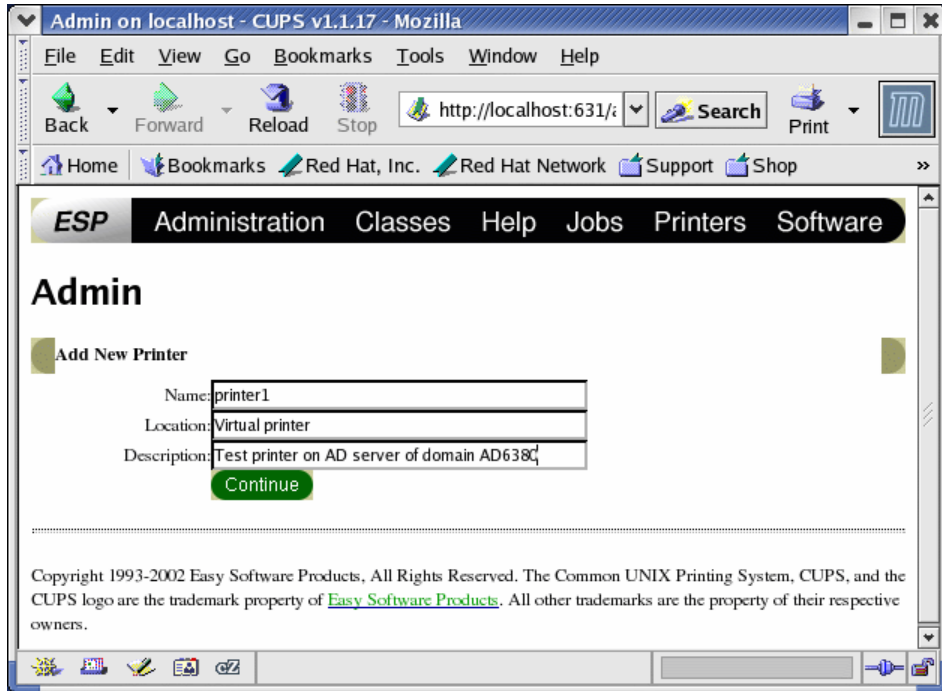 Admin on localhost - CUPS v1.1.17 - Mozilla
File Edit View Go Bookmarks Tools Window Help
Back Forward Reload Stop http://localhost:631/a Search Print
Home Bookmarks Red Hat, Inc. Red Hat Network Support Shop »
ESP Administration Classes Help Jobs Printers Software
Admin
Add New Printer
Name: printer1
Location: Virtual printer
Description: Test printer on AD server of domain AD6380
Continue
Copyright 1993-2002 Easy Software Products, All Rights Reserved. The Common UNIX Printing System, CUPS, and the
CUPS logo are the trademark property of Easy Software Products. All other trademarks are the property of their respective
owners.